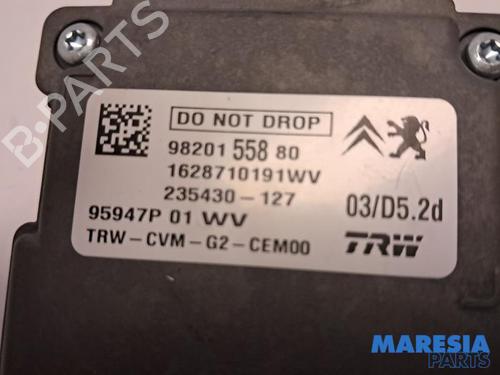 DO NOT DROP
98201 558 80
1628710191WV
235430-127
95947P 01 WV
03/D5.2d
TRW-CVM-G2-CEM00
TRW
B-PARTS
MARESIA
PARTS